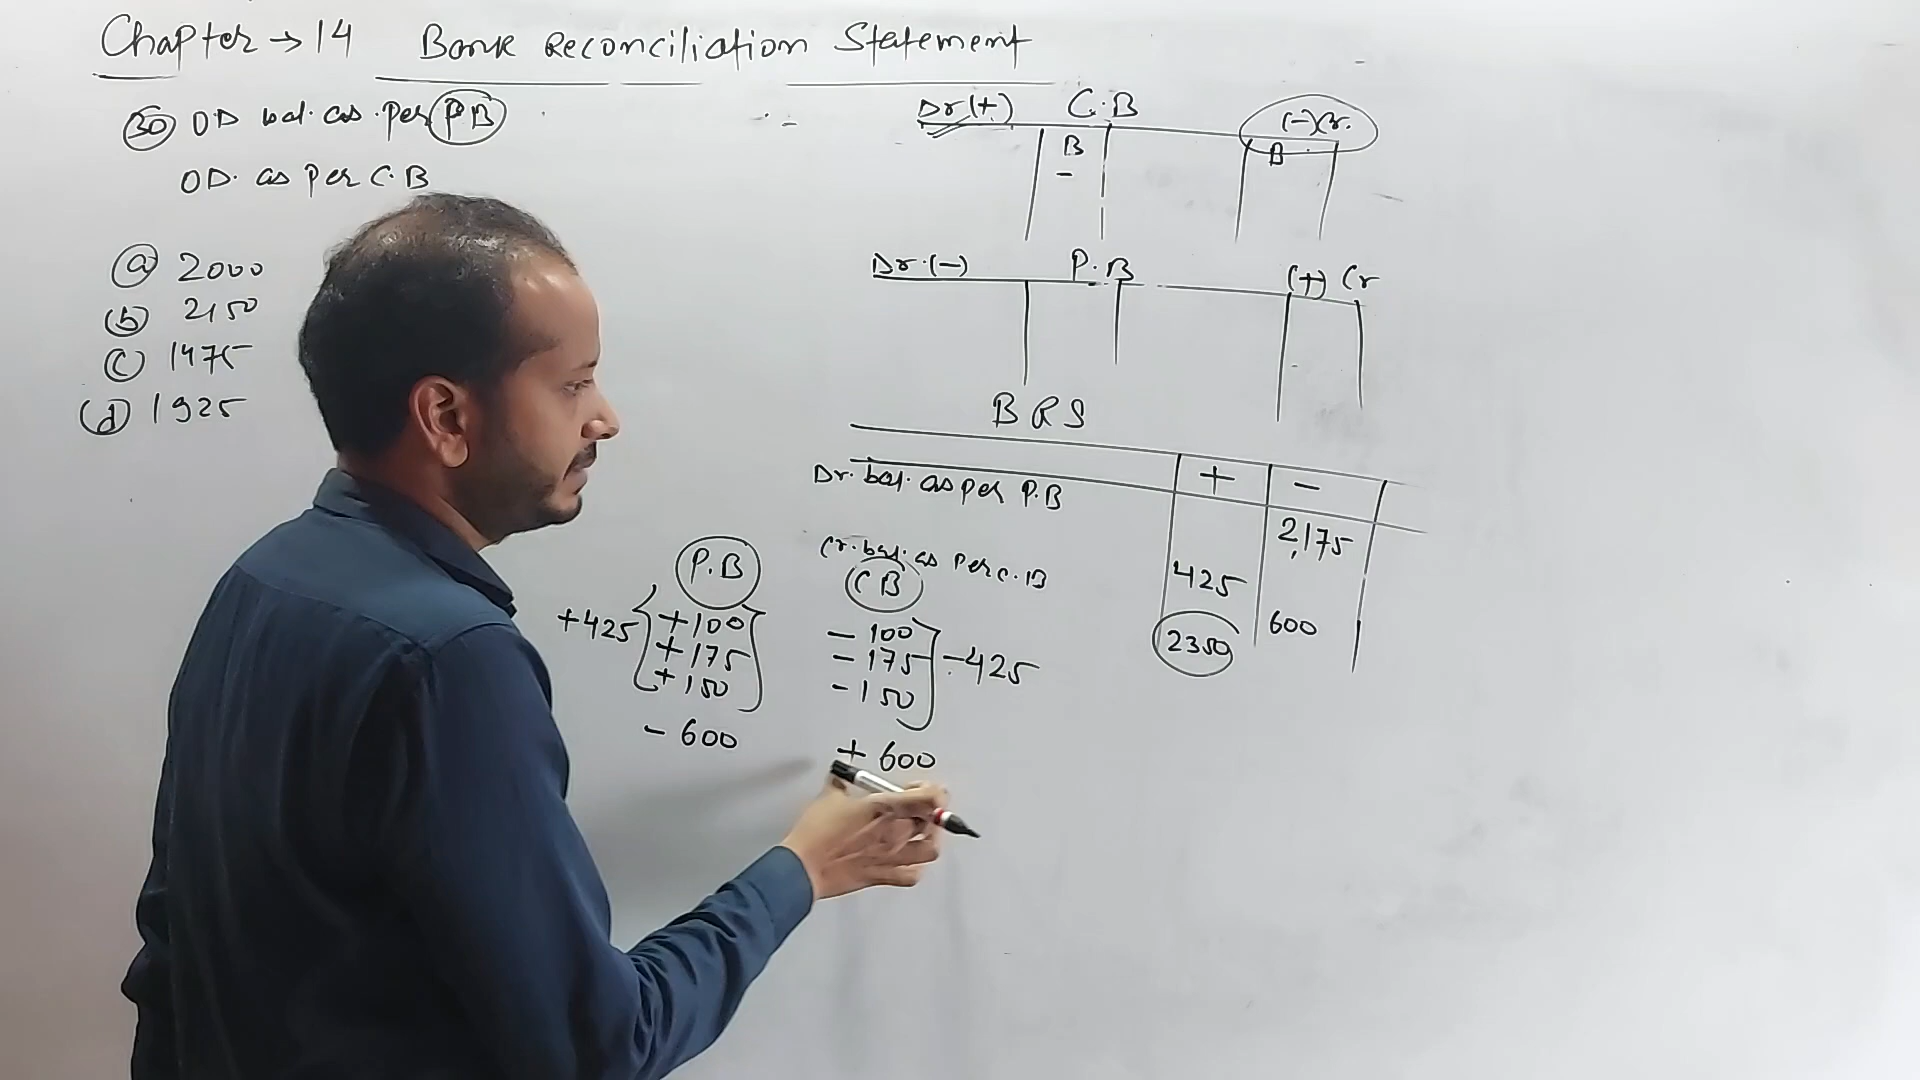 Chapter → 14 Bank Reconciliation Statement
30 OD bal. as per P.B
OD. as per C.B
(a) 2000
(b) 2150
(c) 1475
(d) 1925
Dr (+) C.B (-) Cr.
B B
-
Dr. (-) P.B (+) Cr
B R S
+ -
Dr. bal. as per P.B 2,175
Cr. bal. as per C.B 425
600
2350
P.B
+425 +100
+175
+150
- 600
CB
- 100
- 175 - 425
- 150
+ 600